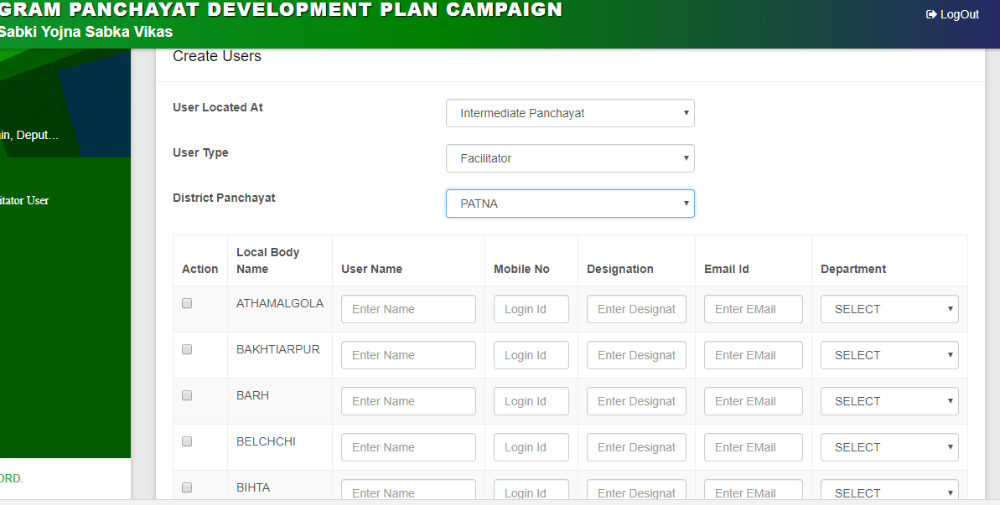 GRAM PANCHAYAT DEVELOPMENT PLAN CAMPAIGN
LogOut
Sabki Yojna Sabka Vikas
Create Users
in, Deput...
itator User
ORD.
User Located At
Intermediate Panchayat
User Type
Facilitator
District Panchayat
PATNA
Action Local Body Name User Name Mobile No Designation Email Id Department
ATHAMALGOLA Enter Name Login Id Enter Designat Enter EMail SELECT
BAKHTIARPUR Enter Name Login Id Enter Designat Enter EMail SELECT
BARH Enter Name Login Id Enter Designat Enter EMail SELECT
BELCHCHI Enter Name Login Id Enter Designat Enter EMail SELECT
BIHTA Enter Name Login Id Enter Designat Enter EMail SELECT